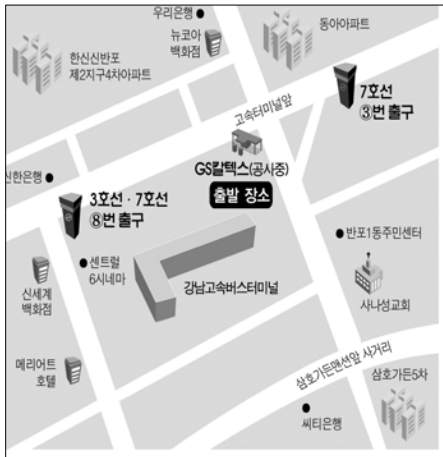 우리은행
뉴코아
백화점
동아아파트
한신신반포
제2지구4차아파트
7호선
③번 출구
고속터미널앞
GS칼텍스(공사중)
출발 장소
신한은행
3호선 · 7호선
⑧번 출구
반포1동주민센터
센트럴
6시네마
강남고속버스터미널
신세계
백화점
사나성교회
메리어트
호텔
삼호가든맨션앞 사거리
삼호가든5차
씨티은행